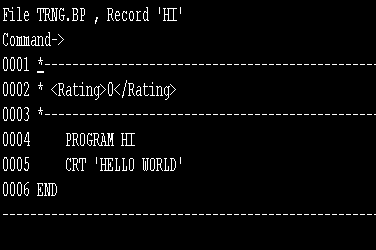 File TRNG.BP , Record 'HI'
Command->
0001 *-----------------------------------------------
0002 * <Rating>0</Rating>
0003 *-----------------------------------------------
0004     PROGRAM HI
0005     CRT 'HELLO WORLD'
0006 END
------------------------------------------------------